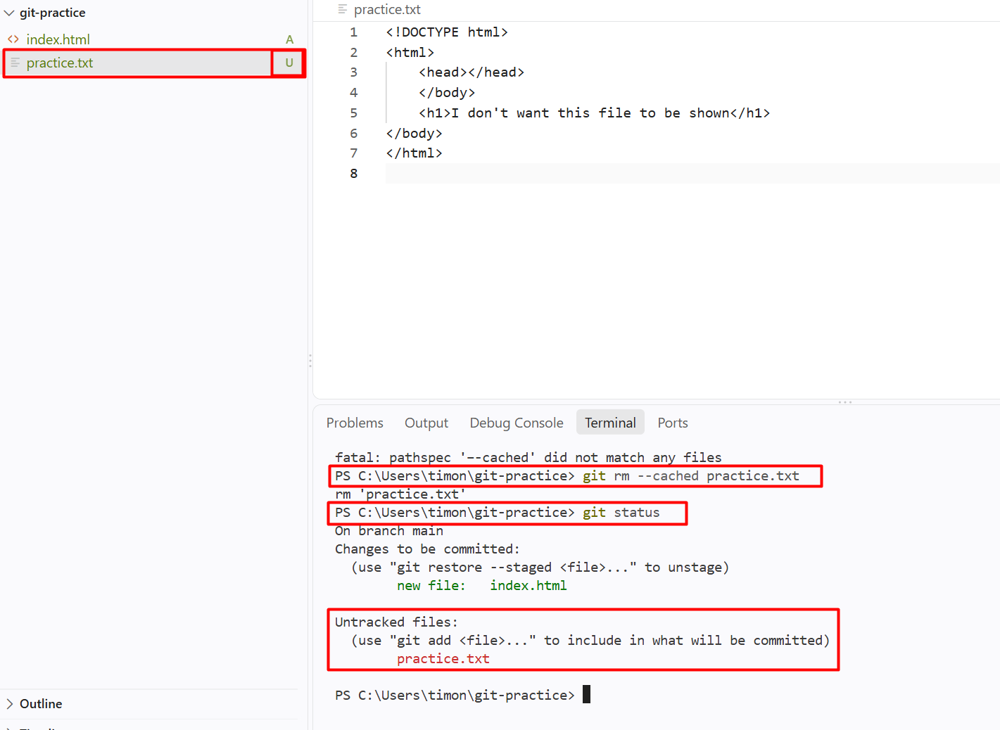 git-practice
index.html A
practice.txt U
practice.txt
1 <!DOCTYPE html>
2 <html>
3 <head></head>
4 </body>
5 <h1>I don't want this file to be shown</h1>
6 </body>
7 </html>
8
Problems Output Debug Console Terminal Ports
fatal: pathspec '--cached' did not match any files
PS C:\Users\timon\git-practice> git rm --cached practice.txt
rm 'practice.txt'
PS C:\Users\timon\git-practice> git status
On branch main
Changes to be committed:
(use "git restore --staged <file>..." to unstage)
new file: index.html
Untracked files:
(use "git add <file>..." to include in what will be committed)
practice.txt
PS C:\Users\timon\git-practice>
Outline